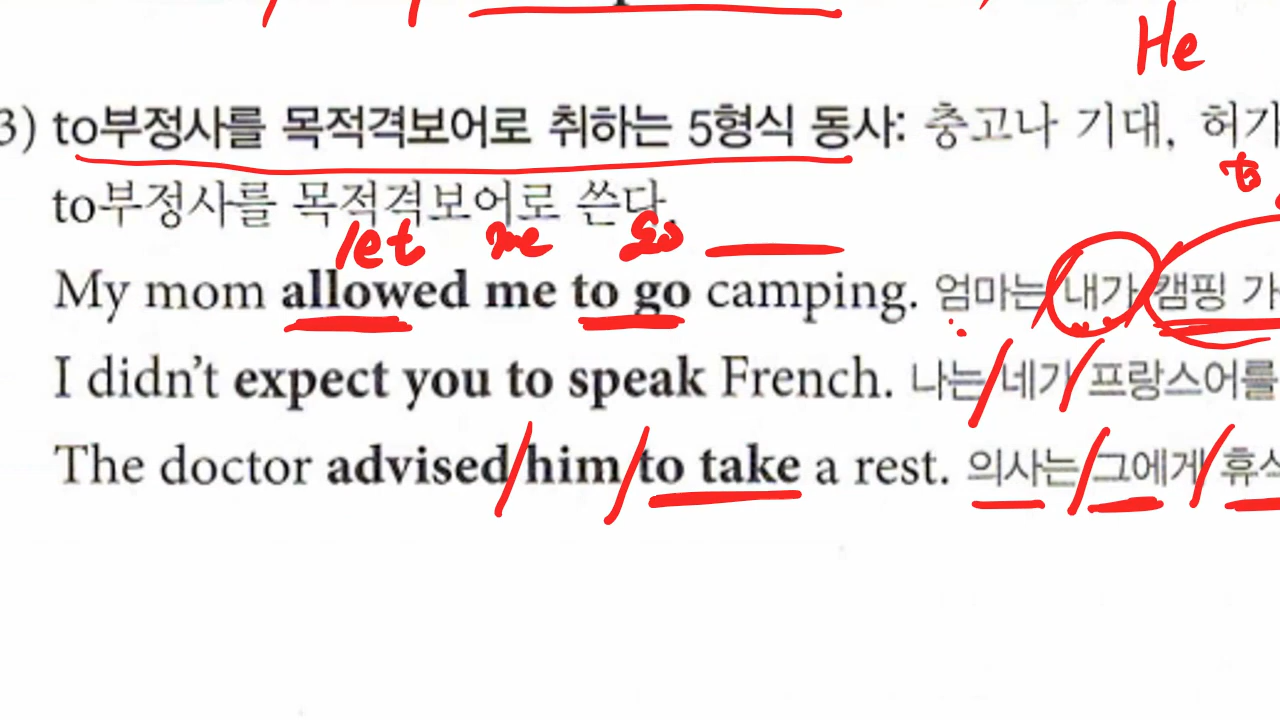 He
3) to부정사를 목적격보어로 취하는 5형식 동사: 충고나 기대, 허가
to
to부정사를 목적격보어로 쓴다.
let me go
My mom allowed me to go camping. 엄마는 내가 캠핑 가
I didn't expect you to speak French. 나는 네가 프랑스어를
The doctor advised him to take a rest. 의사는 그에게 휴식